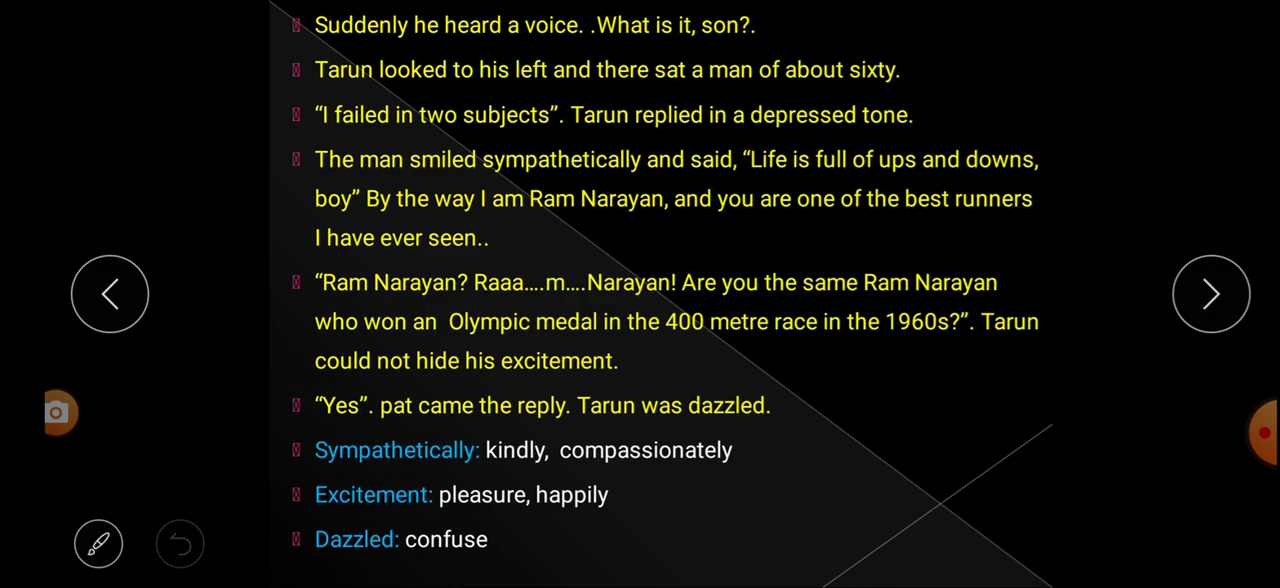 Suddenly he heard a voice. .What is it, son?.
Tarun looked to his left and there sat a man of about sixty.
“I failed in two subjects”. Tarun replied in a depressed tone.
The man smiled sympathetically and said, “Life is full of ups and downs,
boy” By the way I am Ram Narayan, and you are one of the best runners
I have ever seen..
“Ram Narayan? Raaa....m....Narayan! Are you the same Ram Narayan
who won an Olympic medal in the 400 metre race in the 1960s?”. Tarun
could not hide his excitement.
“Yes”. pat came the reply. Tarun was dazzled.
Sympathetically: kindly, compassionately
Excitement: pleasure, happily
Dazzled: confuse